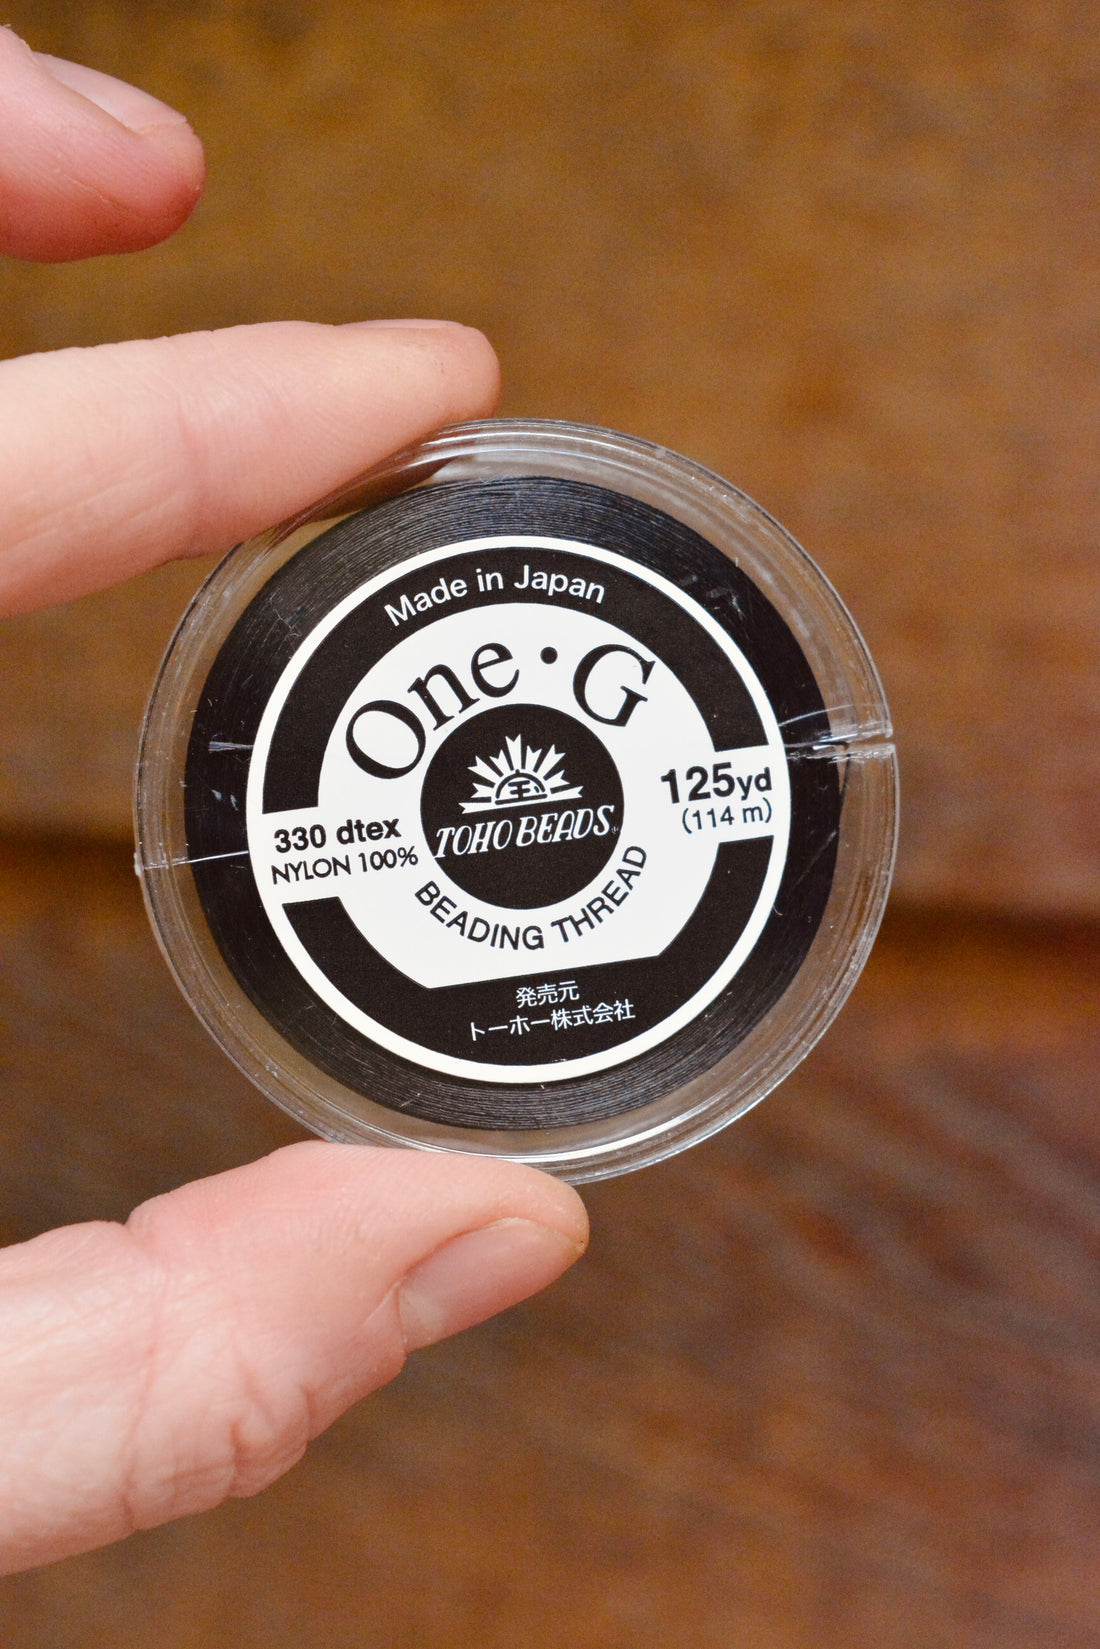 Made in Japan
One·G
330 dtex
NYLON 100%
125yd
(114 m)
TOHO BEADS
BEADING THREAD
発売元
トーホー株式会社